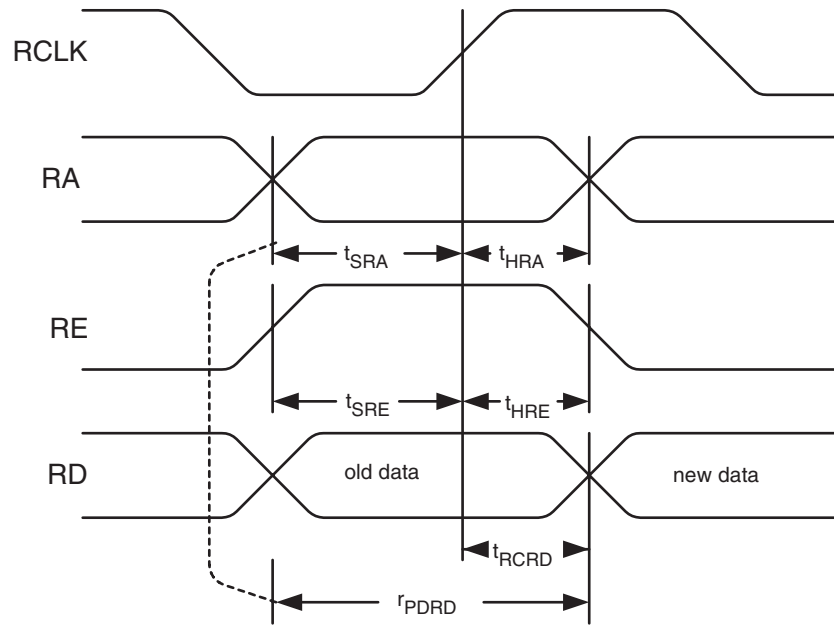 RCLK
RA
tSRA tHRA
RE
tSRE tHRE
RD old data new data
tRCRD
rPDRD